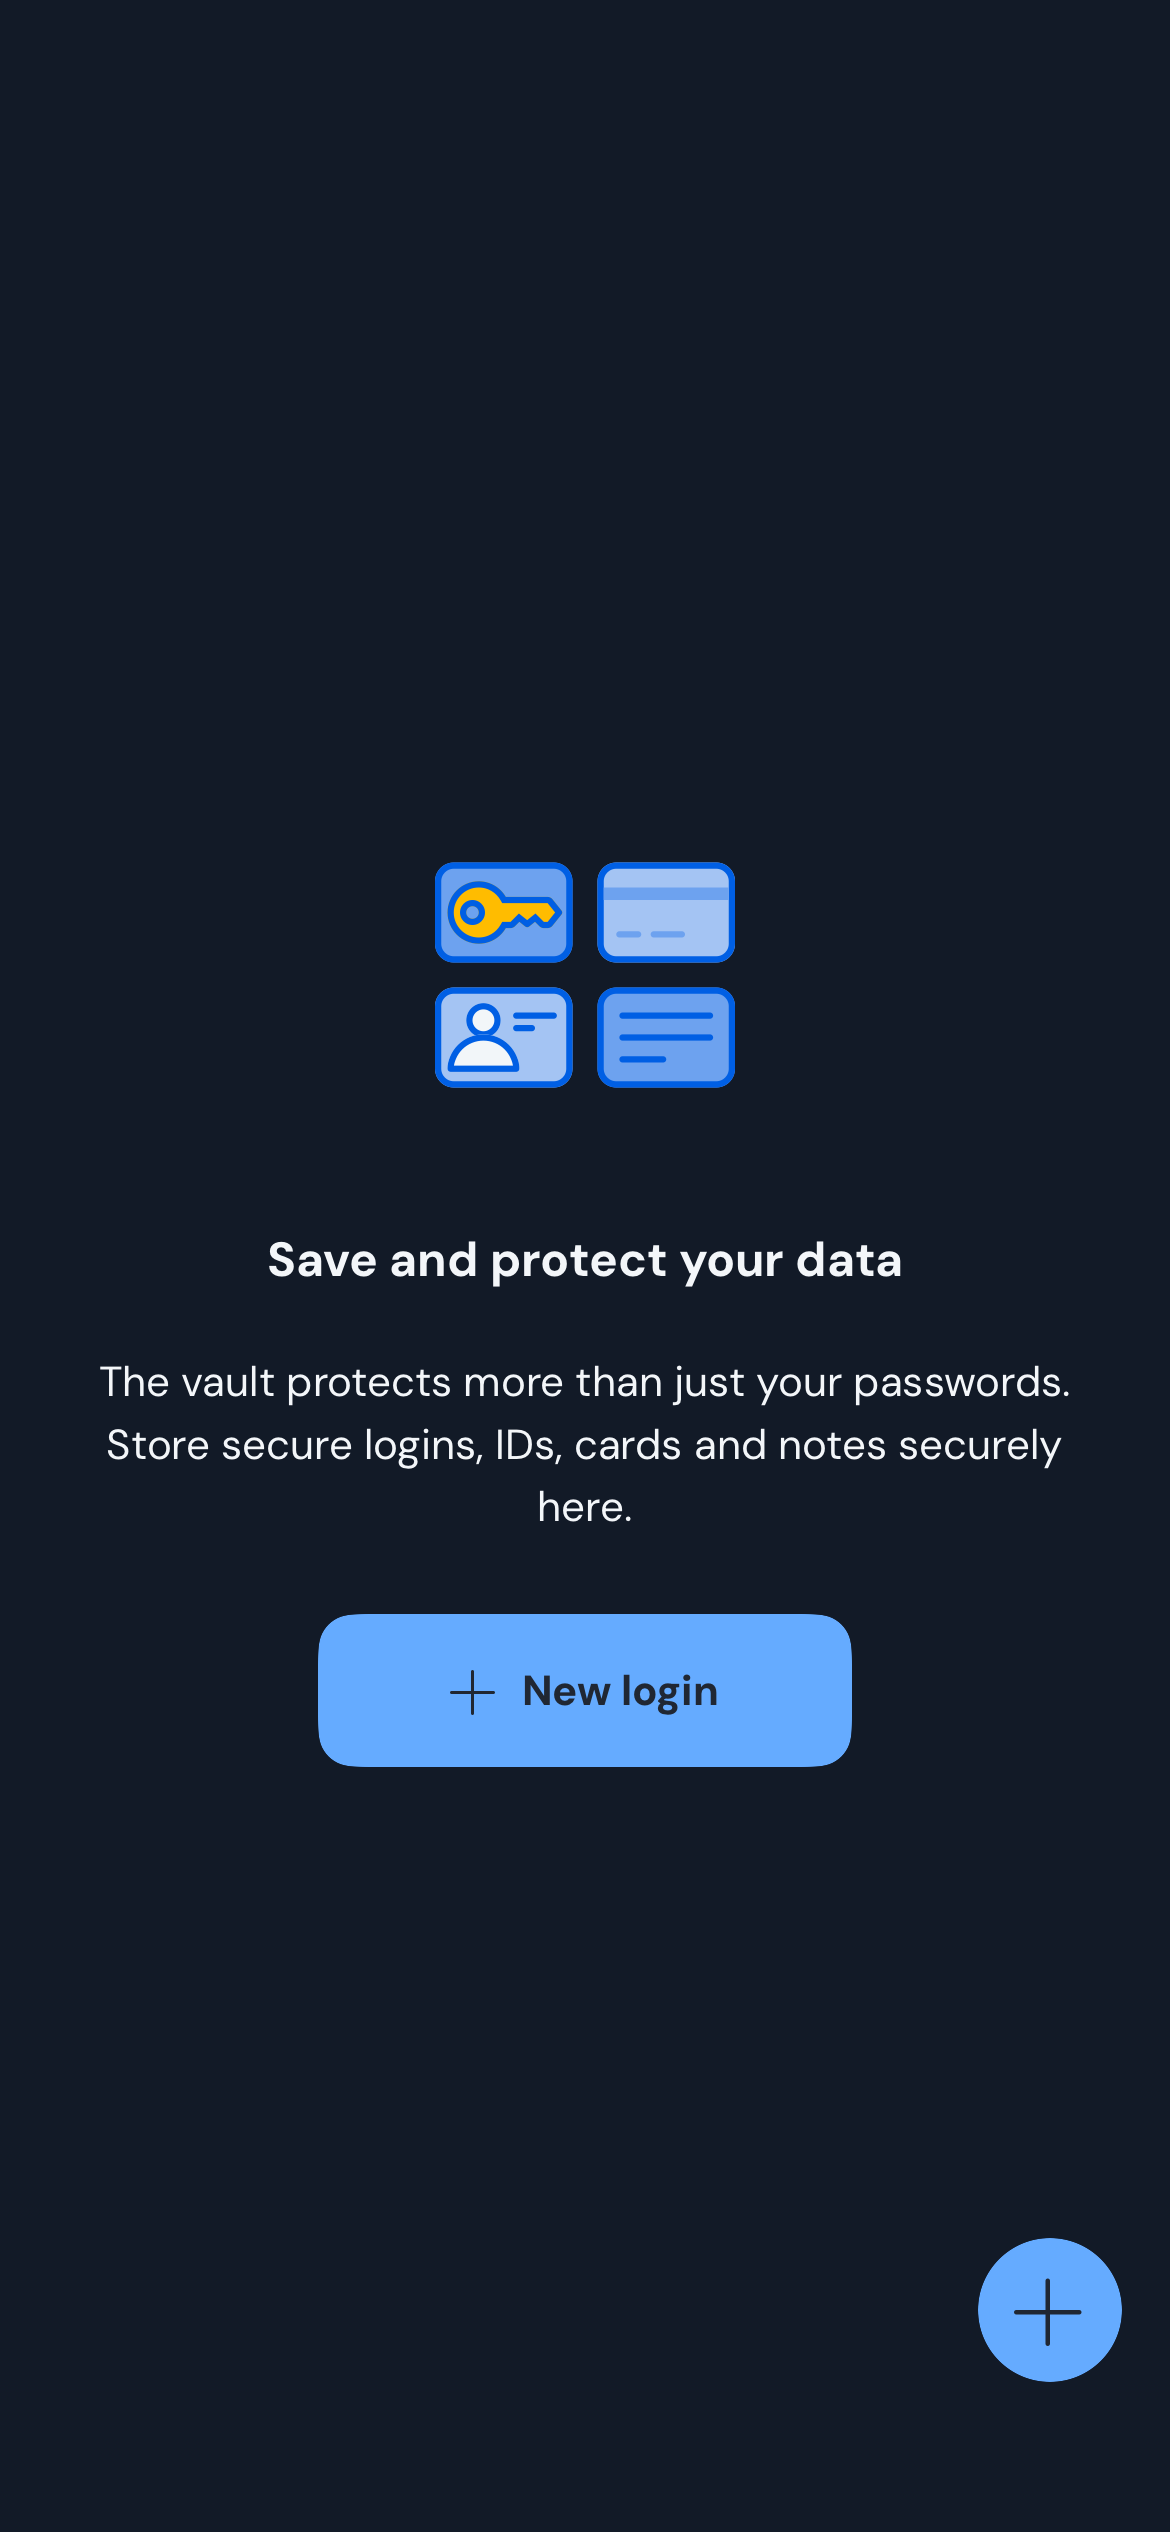 Save and protect your data
The vault protects more than just your passwords.
Store secure logins, IDs, cards and notes securely
here.
New login